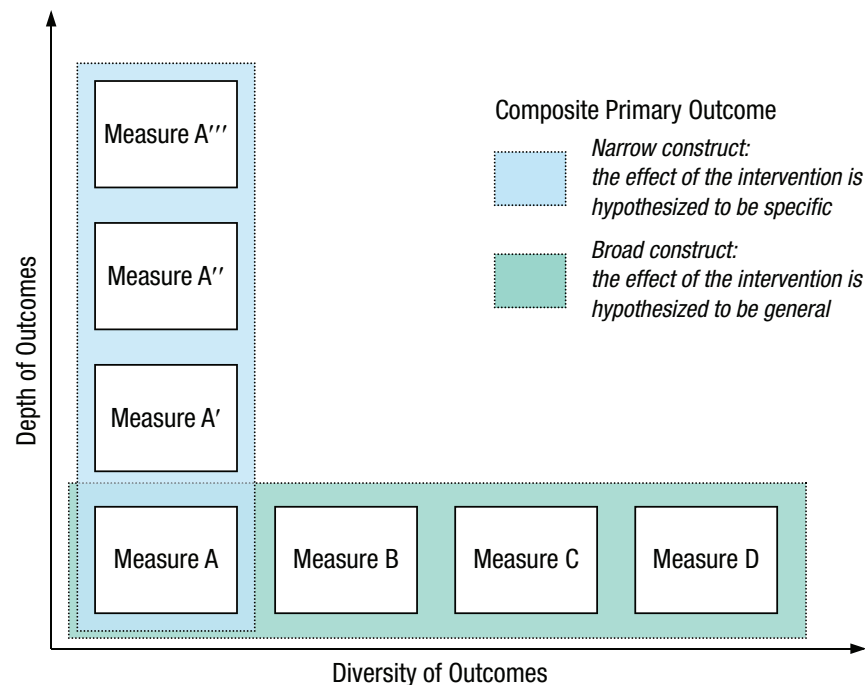 Depth of Outcomes
Measure A′′′
Measure A′′
Measure A′
Measure A
Measure B
Measure C
Measure D
Diversity of Outcomes
Composite Primary Outcome
Narrow construct:
the effect of the intervention is
hypothesized to be specific
Broad construct:
the effect of the intervention is
hypothesized to be general